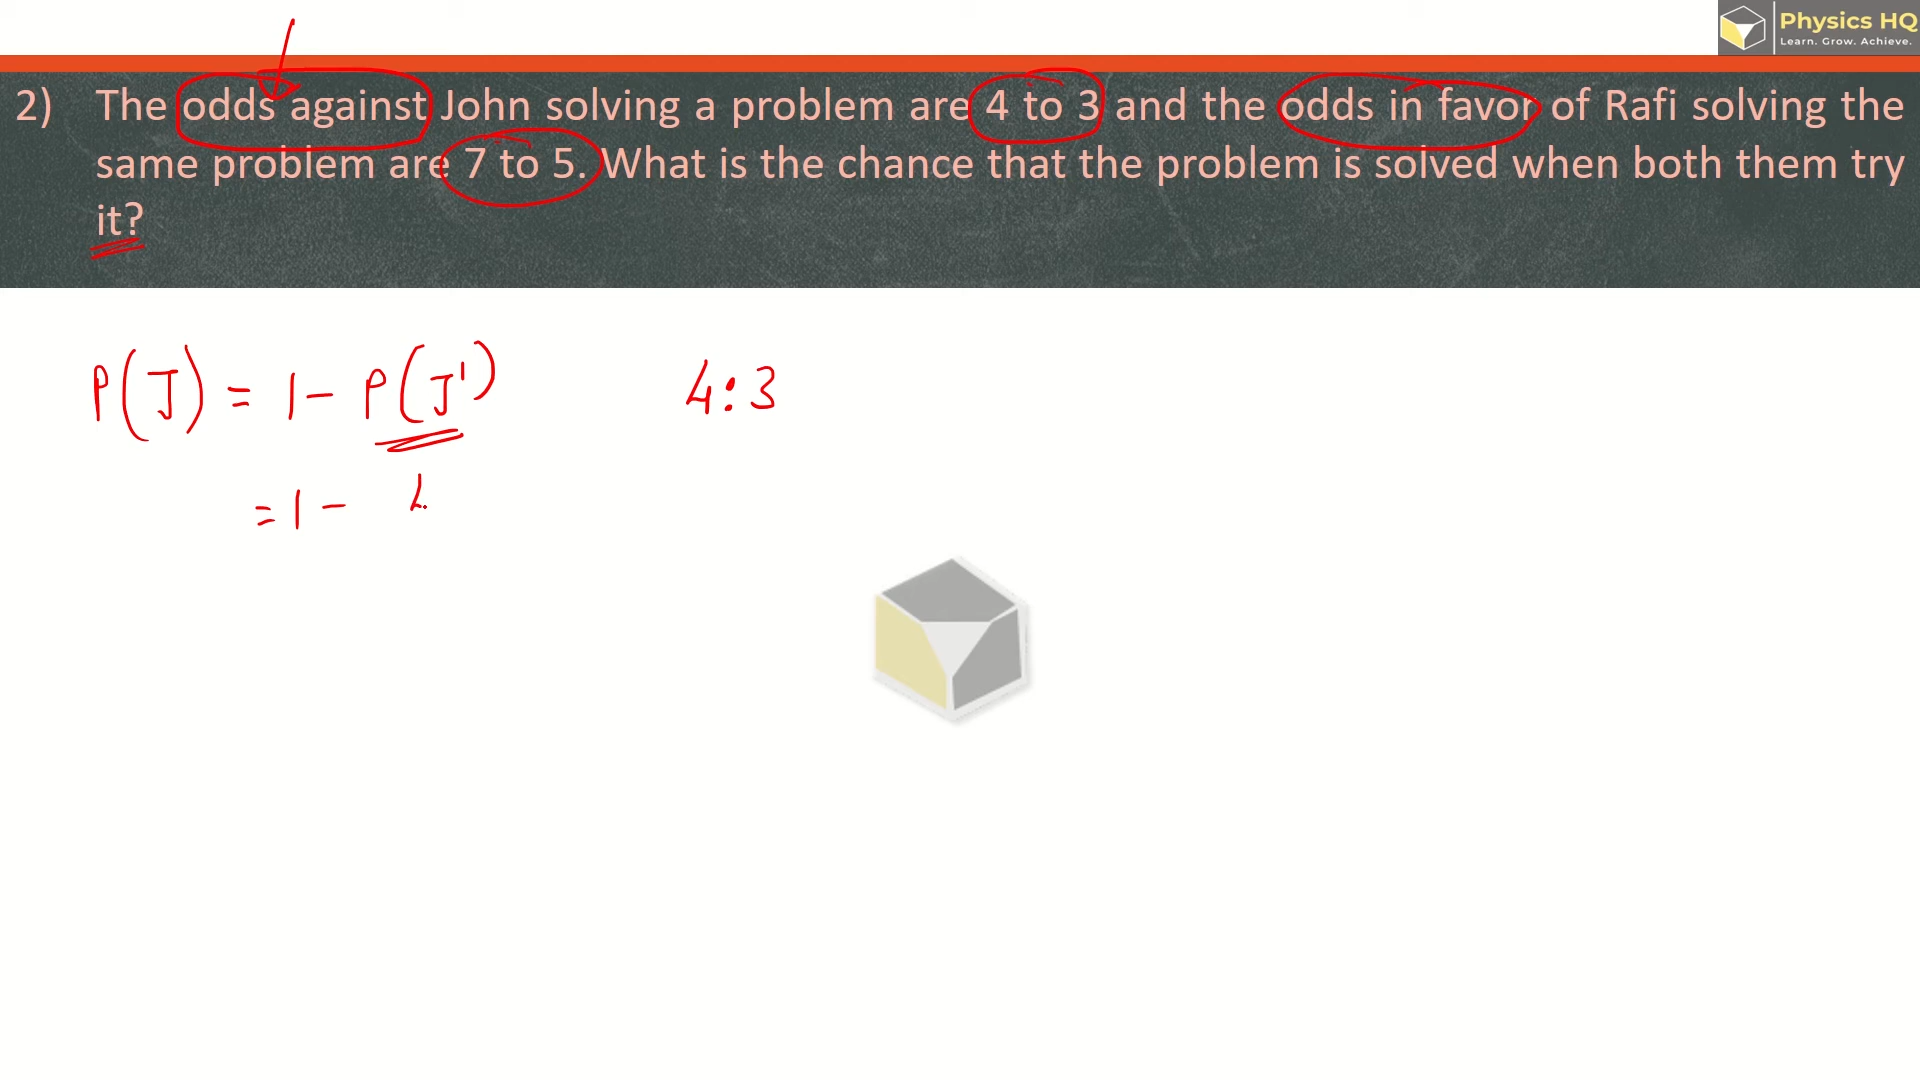 Physics HQ
Learn. Grow. Achieve.
2) The odds against John solving a problem are 4 to 3 and the odds in favor of Rafi solving the
same problem are 7 to 5. What is the chance that the problem is solved when both them try
it?
P(J) = 1 - P(J') 4:3
= 1 -